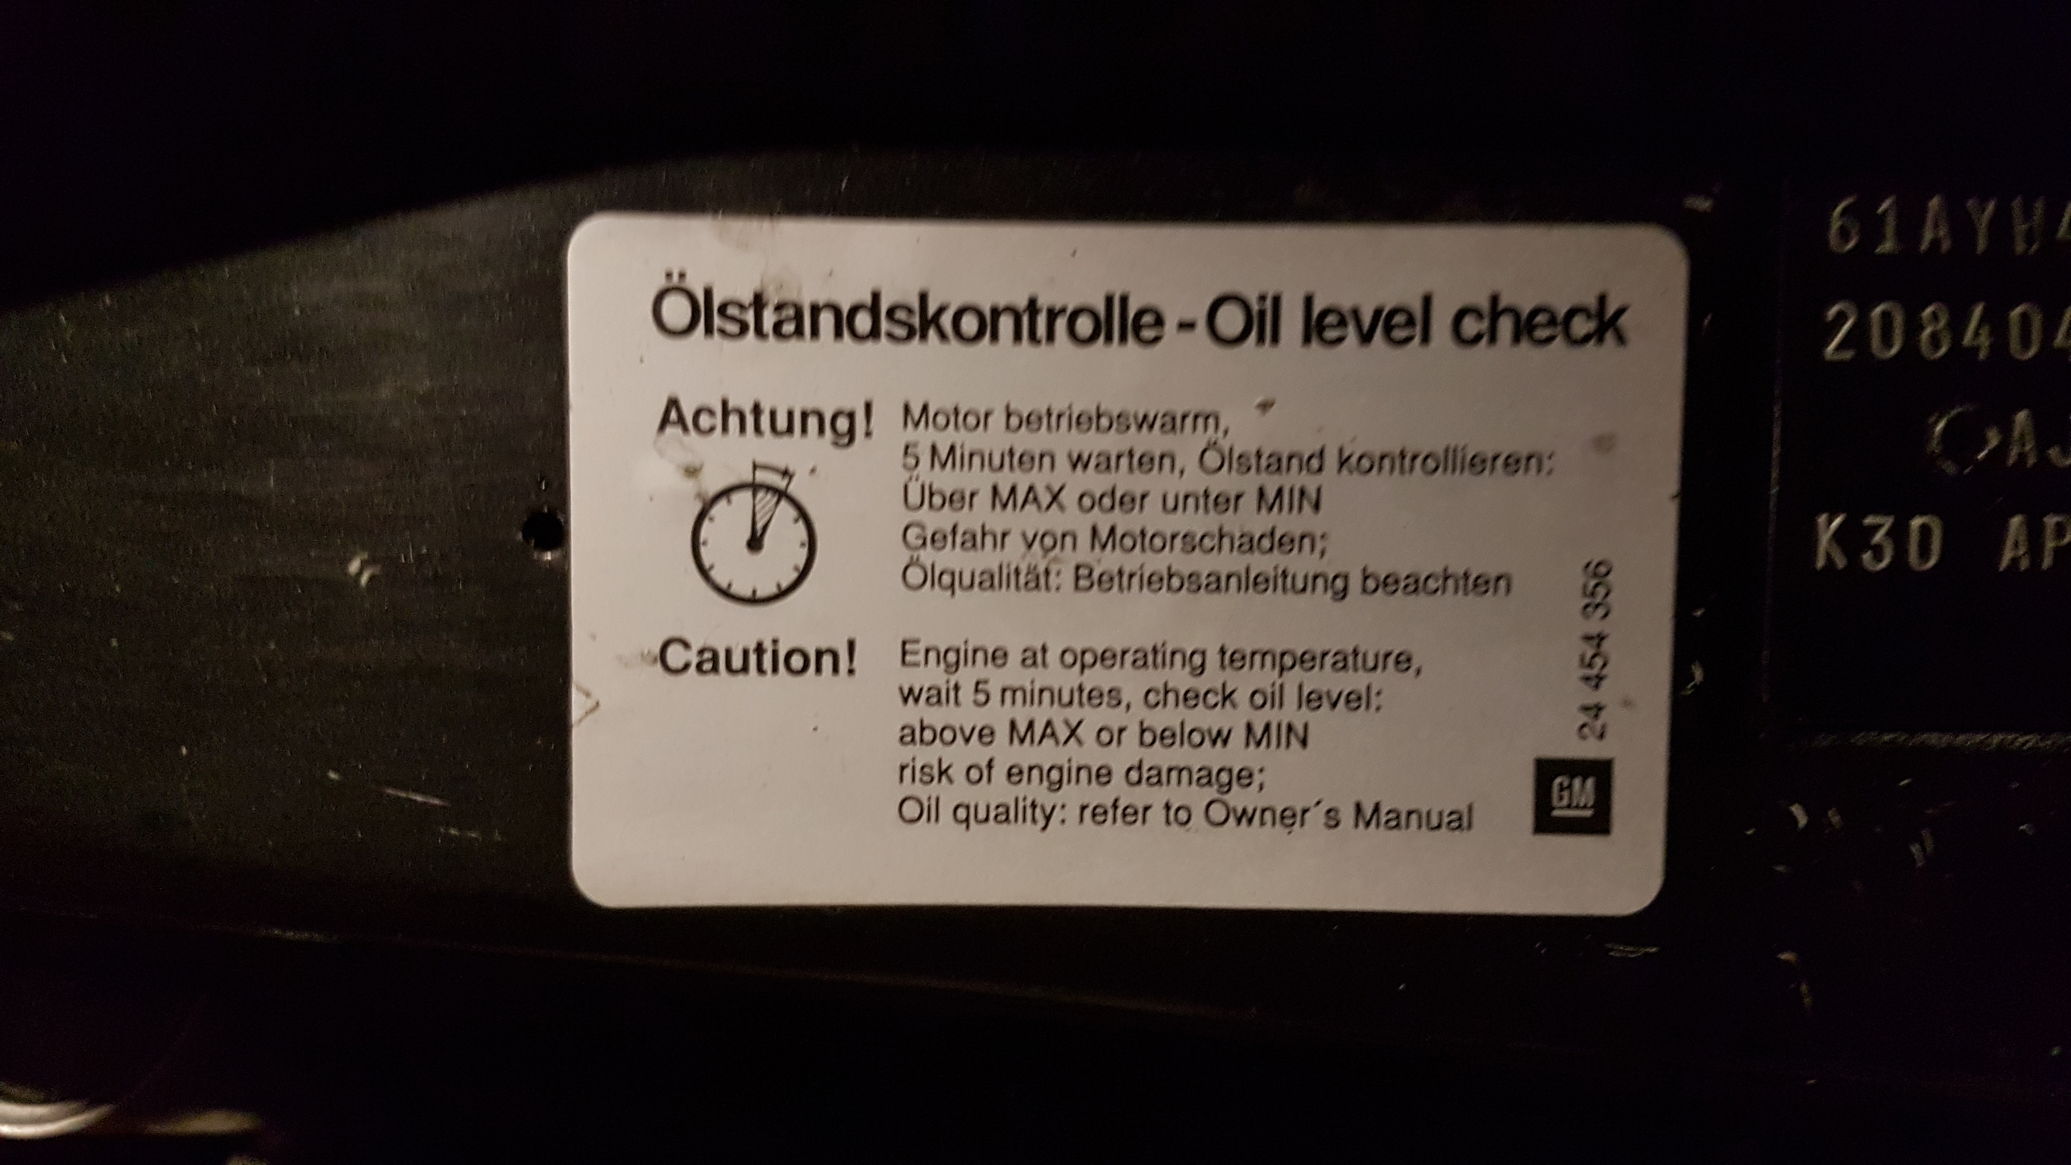 Ölstandskontrolle - Oil level check
Achtung!
Motor betriebswarm,
5 Minuten warten, Ölstand kontrollieren:
Über MAX oder unter MIN
Gefahr von Motorschaden;
Ölqualität: Betriebsanleitung beachten
Caution!
Engine at operating temperature,
wait 5 minutes, check oil level:
above MAX or below MIN
risk of engine damage;
Oil quality: refer to Owner´s Manual
24 454 356
GM
61AYH
20840
K30 AP